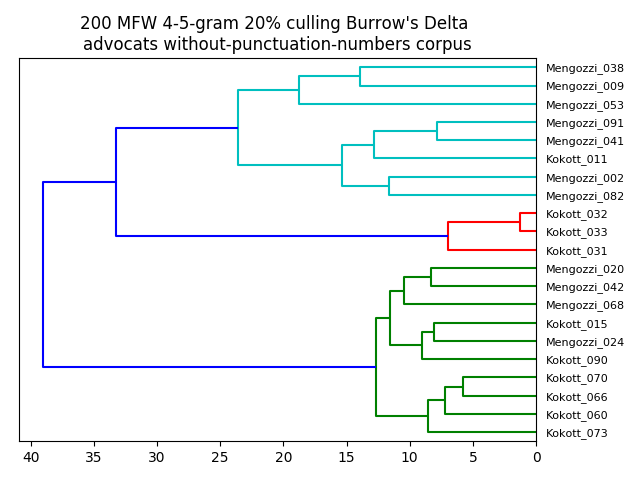 200 MFW 4-5-gram 20% culling Burrow's Delta
advocats without-punctuation-numbers corpus
Mengozzi_038
Mengozzi_009
Mengozzi_053
Mengozzi_091
Mengozzi_041
Kokott_011
Mengozzi_002
Mengozzi_082
Kokott_032
Kokott_033
Kokott_031
Mengozzi_020
Mengozzi_042
Mengozzi_068
Kokott_015
Mengozzi_024
Kokott_090
Kokott_070
Kokott_066
Kokott_060
Kokott_073
40 35 30 25 20 15 10 5 0